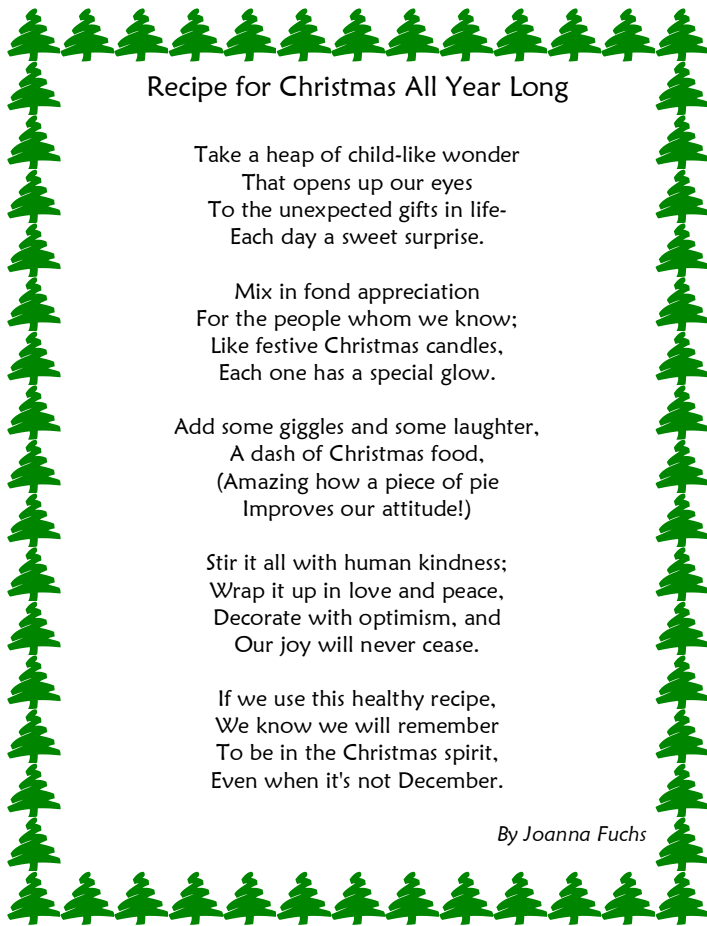 Recipe for Christmas All Year Long
Take a heap of child-like wonder
That opens up our eyes
To the unexpected gifts in life-
Each day a sweet surprise.
Mix in fond appreciation
For the people whom we know;
Like festive Christmas candles,
Each one has a special glow.
Add some giggles and some laughter,
A dash of Christmas food,
(Amazing how a piece of pie
Improves our attitude!)
Stir it all with human kindness;
Wrap it up in love and peace,
Decorate with optimism, and
Our joy will never cease.
If we use this healthy recipe,
We know we will remember
To be in the Christmas spirit,
Even when it's not December.
By Joanna Fuchs